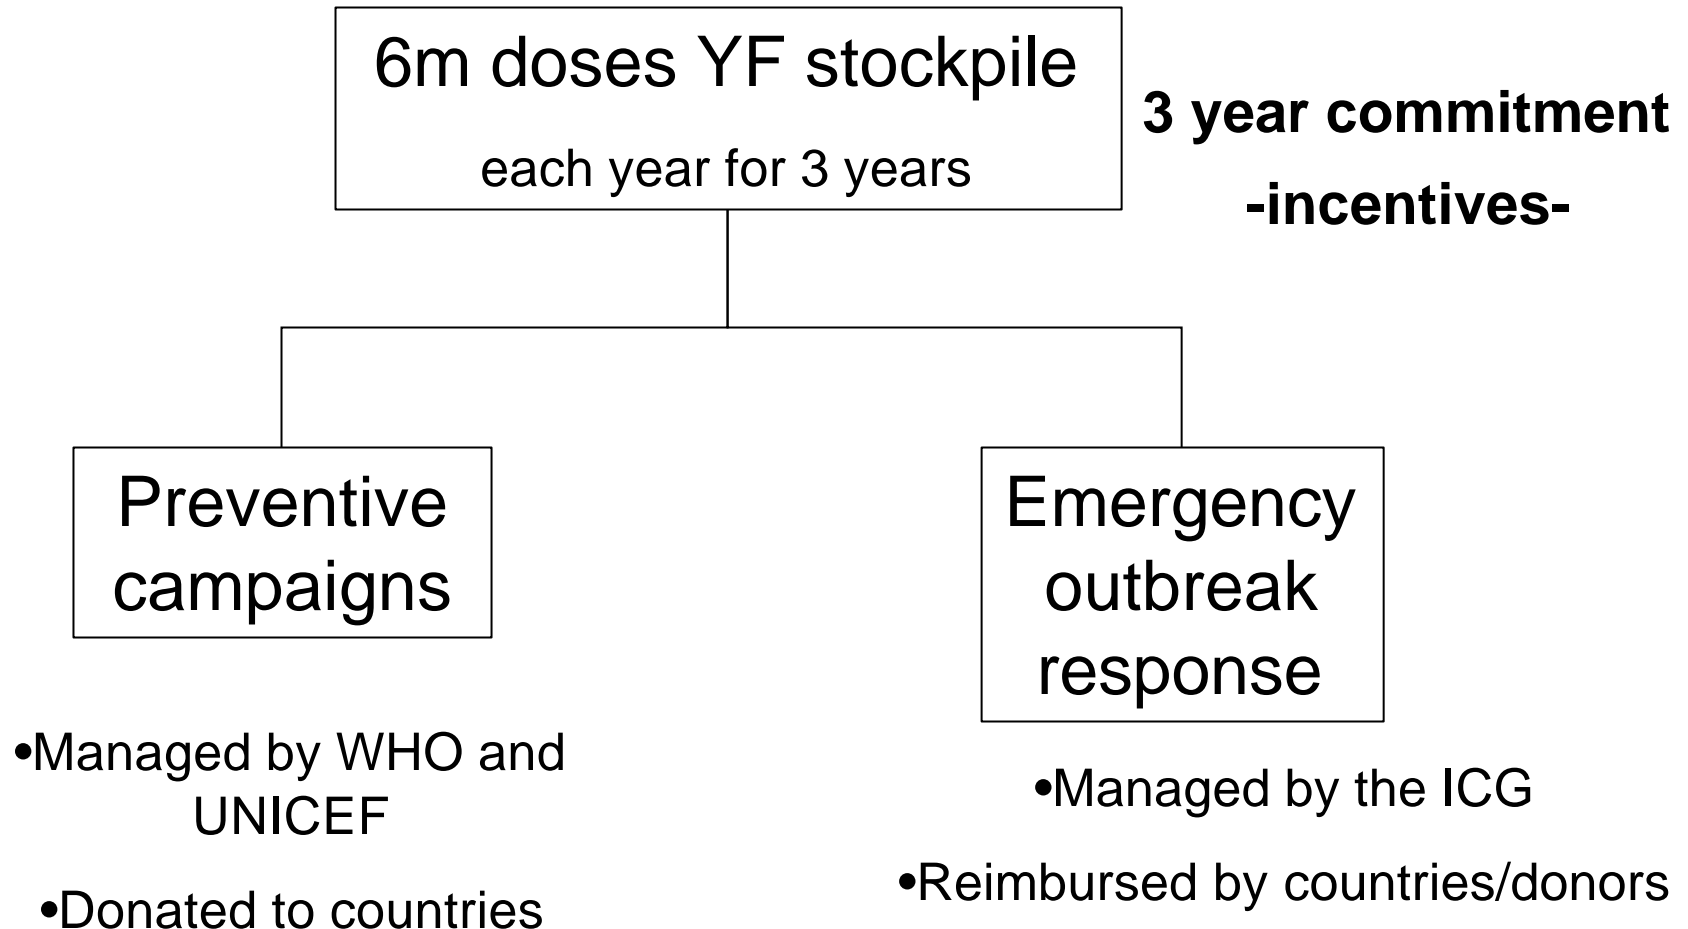 6m doses YF stockpile
each year for 3 years
3 year commitment
-incentives-
Preventive
campaigns
•Managed by WHO and
UNICEF
•Donated to countries
Emergency
outbreak
response
•Managed by the ICG
•Reimbursed by countries/donors